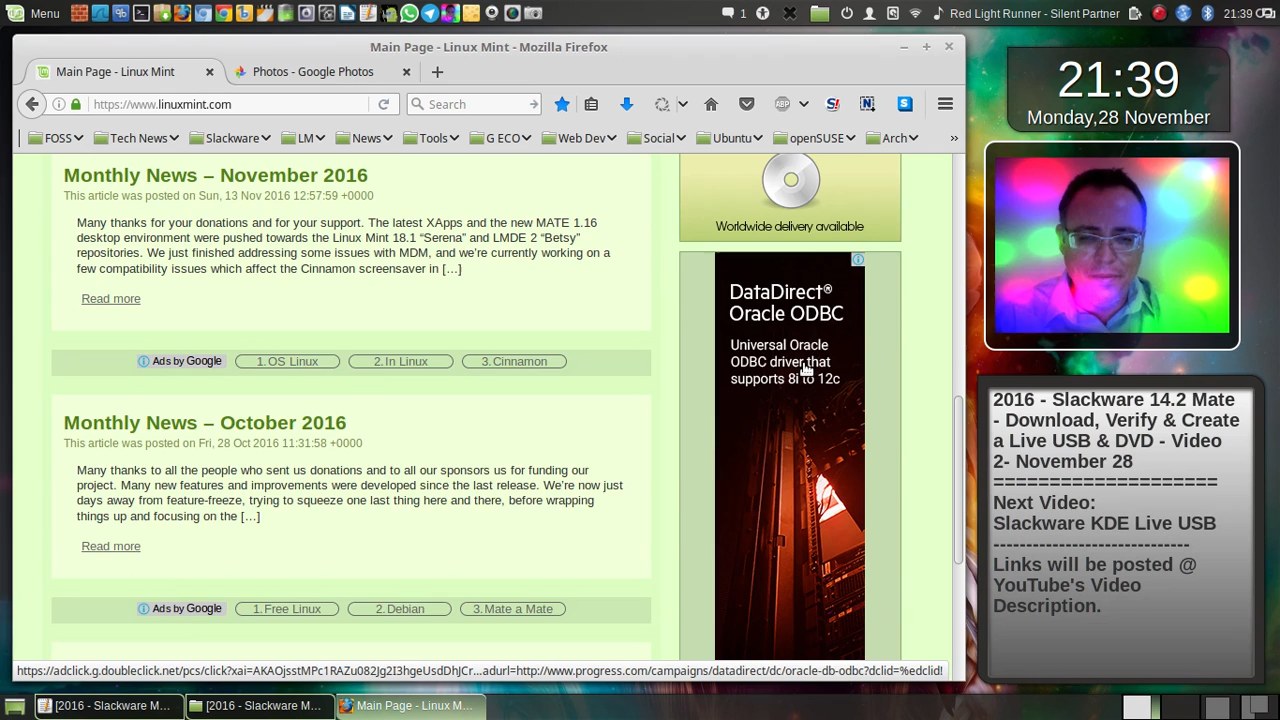 Menu
1
Red Light Runner - Silent Partner
21:39
Main Page - Linux Mint - Mozilla Firefox
Main Page - Linux Mint
Photos - Google Photos
https://www.linuxmint.com
Search
ABP
S!
N
S
FOSS
Tech News
Slackware
LM
News
Tools
G ECO
Web Dev
Social
Ubuntu
openSUSE
Arch
»
Monthly News – November 2016
This article was posted on Sun, 13 Nov 2016 12:57:59 +0000
Many thanks for your donations and for your support. The latest XApps and the new MATE 1.16
desktop environment were pushed towards the Linux Mint 18.1 “Serena” and LMDE 2 “Betsy”
repositories. We just finished addressing some issues with MDM, and we’re currently working on a
few compatibility issues which affect the Cinnamon screensaver in […]
Read more
Ads by Google
1. OS Linux
2. In Linux
3. Cinnamon
Monthly News – October 2016
This article was posted on Fri, 28 Oct 2016 11:31:58 +0000
Many thanks to all the people who sent us donations and to all our sponsors us for funding our
project. Many new features and improvements were developed since the last release. We’re now just
days away from feature-freeze, trying to squeeze one last thing here and there, before wrapping
things up and focusing on the […]
Read more
Ads by Google
1. Free Linux
2. Debian
3. Mate a Mate
Worldwide delivery available
DataDirect®
Oracle ODBC
Universal Oracle
ODBC driver that
supports 8i to 12c
https://adclick.g.doubleclick.net/pcs/click?xai=AKAOjsstMPc1RAZu082Jg2I3hgeUsdDhJCr...adurl=http://www.progress.com/campaigns/datadirect/dc/oracle-db-odbc?dclid=%edclid!
21:39
Monday,28 November
2016 - Slackware 14.2 Mate
- Download, Verify & Create
a Live USB & DVD - Video
2- November 28
=====================
Next Video:
Slackware KDE Live USB
------------------------------
Links will be posted @
YouTube's Video
Description.
[2016 - Slackware M...
[2016 - Slackware M...
Main Page - Linux M...